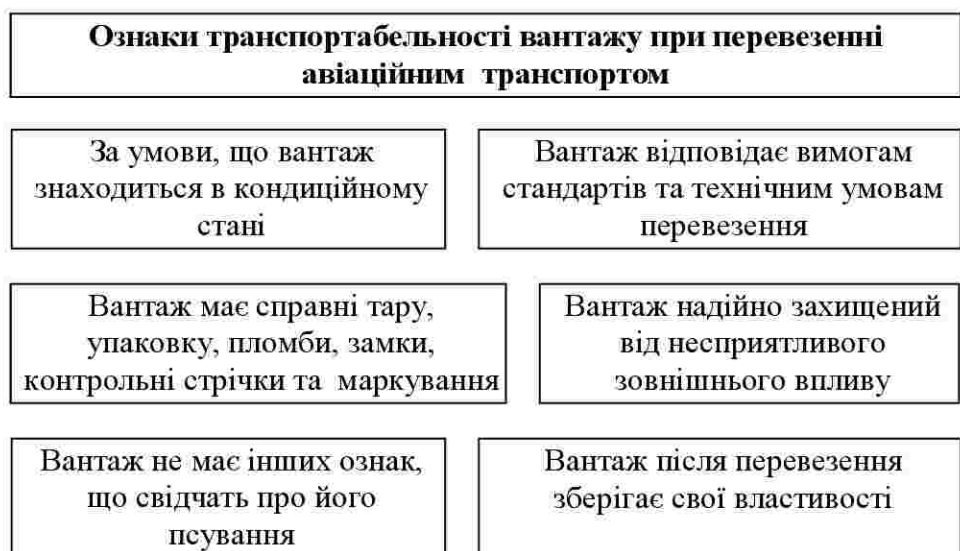 Ознаки транспортабельності вантажу при перевезенні
авіаційним транспортом
За умови, що вантаж
знаходиться в кондиційному
стані
Вантаж відповідає вимогам
стандартів та технічним умовам
перевезення
Вантаж має справні тару,
упаковку, пломби, замки,
контрольні стрічки та маркування
Вантаж надійно захищений
від несприятливого
зовнішнього впливу
Вантаж не має інших ознак,
що свідчать про його
псування
Вантаж після перевезення
зберігає свої властивості